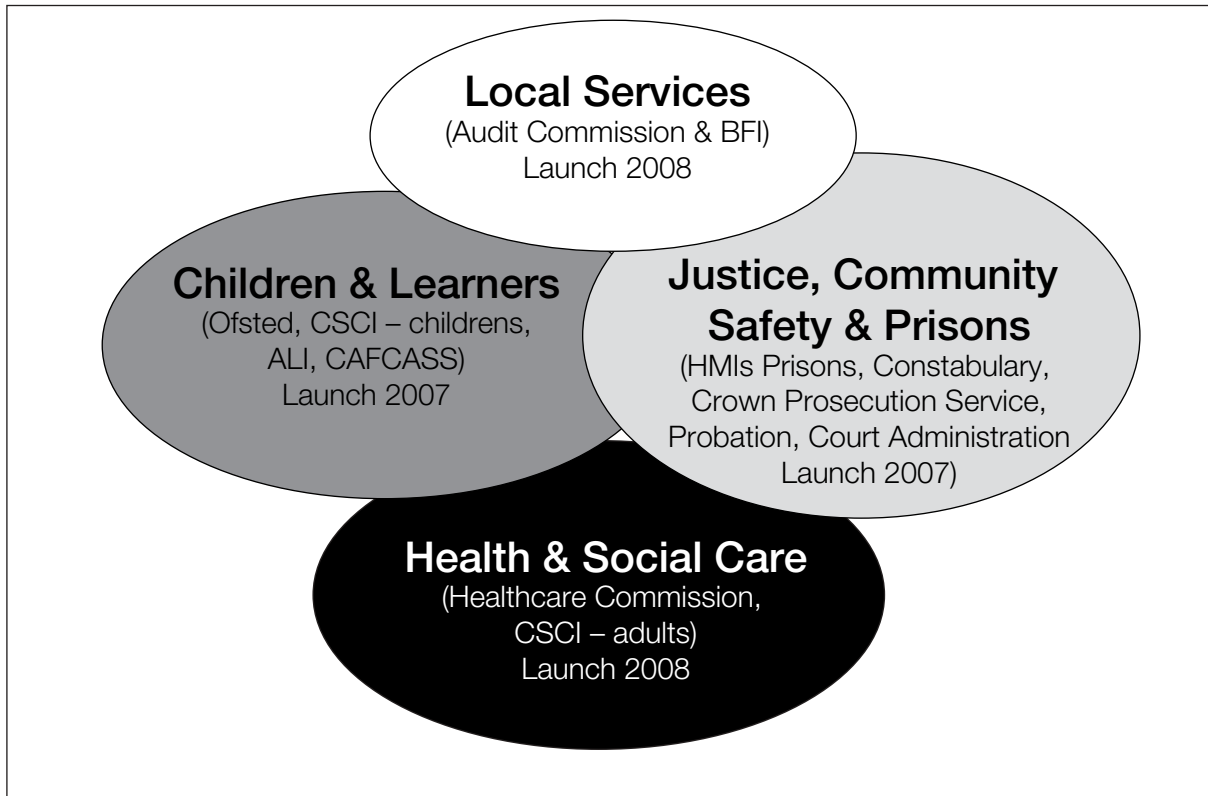 Local Services
(Audit Commission & BFI)
Launch 2008
Children & Learners
(Ofsted, CSCI – childrens,
ALI, CAFCASS)
Launch 2007
Justice, Community
Safety & Prisons
(HMIs Prisons, Constabulary,
Crown Prosecution Service,
Probation, Court Administration
Launch 2007)
Health & Social Care
(Healthcare Commission,
CSCI – adults)
Launch 2008